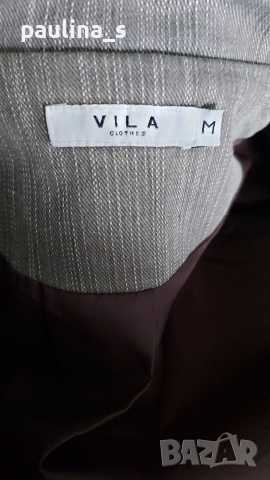 paulina_s
VILA M
CLOTHES
BAZAR